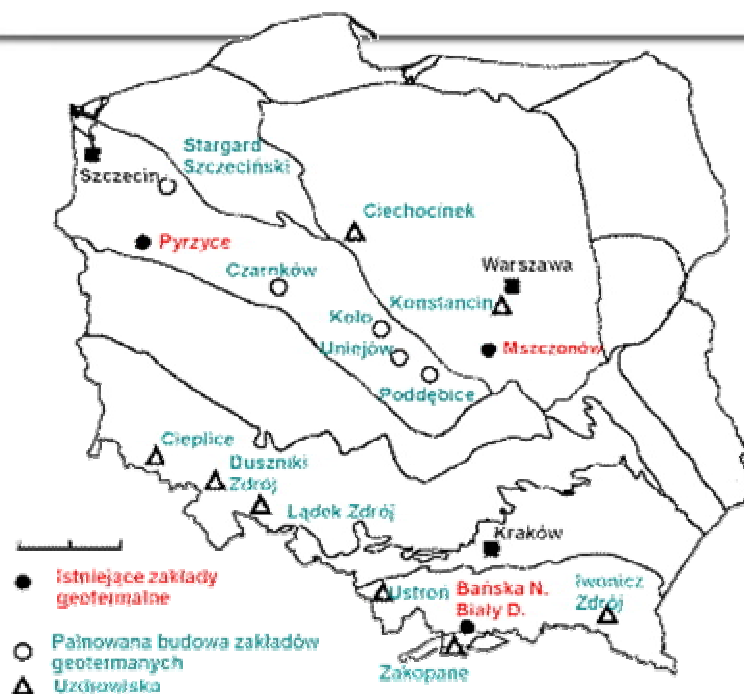 Stargard
Szczeciński
Szczecin
Ciechocinek
Pyrzyce
Warszawa
Czarnków
Konstancin
Koło
Uniejów
Mszczonów
Poddębice
Cieplice
Duszniki
Zdrój
Lądek Zdrój
Kraków
Istniejące zakłady
geotermalne
Ustroń
Bańska N.
Biały D.
Iwonicz
Zdrój
Pałnowana budowa zakładów
geotermanych
Zakopane
Uzdrowiska